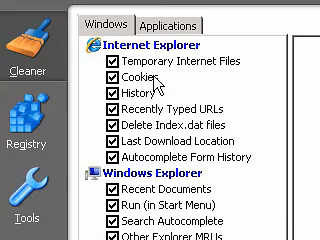 Windows
Applications
Internet Explorer
Temporary Internet Files
Cookies
History
Recently Typed URLs
Delete Index.dat files
Last Download Location
Autocomplete Form History
Windows Explorer
Recent Documents
Run (in Start Menu)
Search Autocomplete
Other Explorer MRUs
Cleaner
Registry
Tools